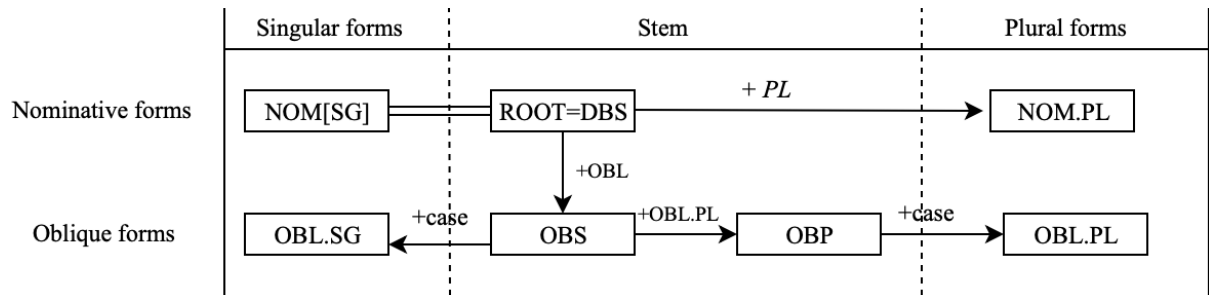 Singular forms Stem Plural forms
Nominative forms NOM[SG] ROOT=DBS + PL NOM.PL
+OBL
Oblique forms OBL.SG +case OBS +OBL.PL OBP +case OBL.PL